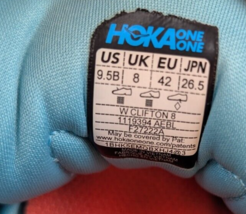 HOKA ONE ONE
US UK EU JPN
9.5B 8 42 26.5
W CLIFTON 8
1119394 AEBL
F27222A
May be covered by Pat.
hokaoneone.com/patents